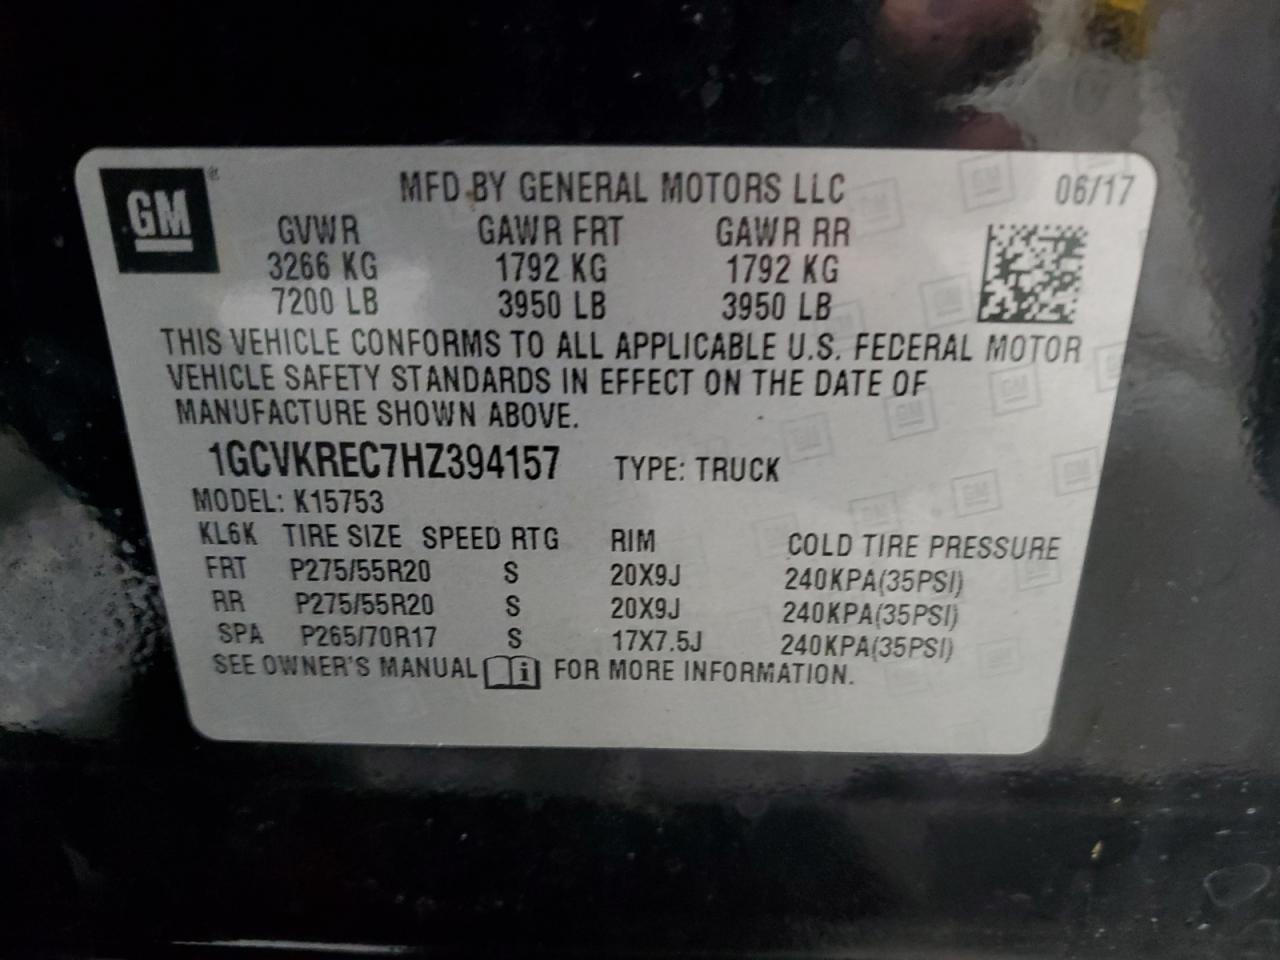 GM®
MFD BY GENERAL MOTORS LLC 06/17
GVWR GAWR FRT GAWR RR
3266 KG 1792 KG 1792 KG
7200 LB 3950 LB 3950 LB
THIS VEHICLE CONFORMS TO ALL APPLICABLE U.S. FEDERAL MOTOR
VEHICLE SAFETY STANDARDS IN EFFECT ON THE DATE OF
MANUFACTURE SHOWN ABOVE.
1GCVKREC7HZ394157 TYPE: TRUCK
MODEL: K15753
KL6K TIRE SIZE SPEED RTG RIM COLD TIRE PRESSURE
FRT P275/55R20 S 20X9J 240KPA(35PSI)
RR P275/55R20 S 20X9J 240KPA(35PSI)
SPA P265/70R17 S 17X7.5J 240KPA(35PSI)
SEE OWNER'S MANUAL i FOR MORE INFORMATION.